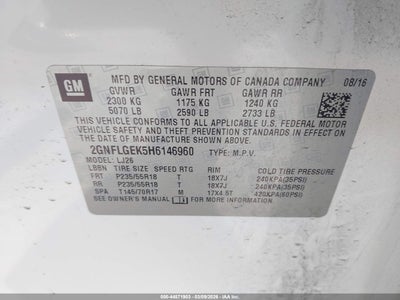 GM
MFD BY GENERAL MOTORS OF CANADA COMPANY 08/16
GVWR GAWR FRT GAWR RR
2300 KG 1175 KG 1240 KG
5070 LB 2590 LB 2733 LB
THIS VEHICLE CONFORMS TO ALL APPLICABLE U.S. FEDERAL
MOTOR VEHICLE SAFETY, BUMPER, AND THEFT PREVENTION
STANDARDS IN EFFECT ON THE DATE OF MANUFACTURE
SHOWN ABOVE.
2GNFLGEK5H6146960 TYPE: M.P.V.
MODEL: LJ26
LBBN TIRE SIZE SPEED RTG RIM COLD TIRE PRESSURE
FRT P235/55R18 T 18X7J 240KPA(35PSI)
RR P235/55R18 T 18X7J 240KPA(35PSI)
SPA T145/70R17 M 17X4.5T 420KPA(60PSI)
SEE OWNER'S MANUAL FOR ADDITIONAL INFORMATION.